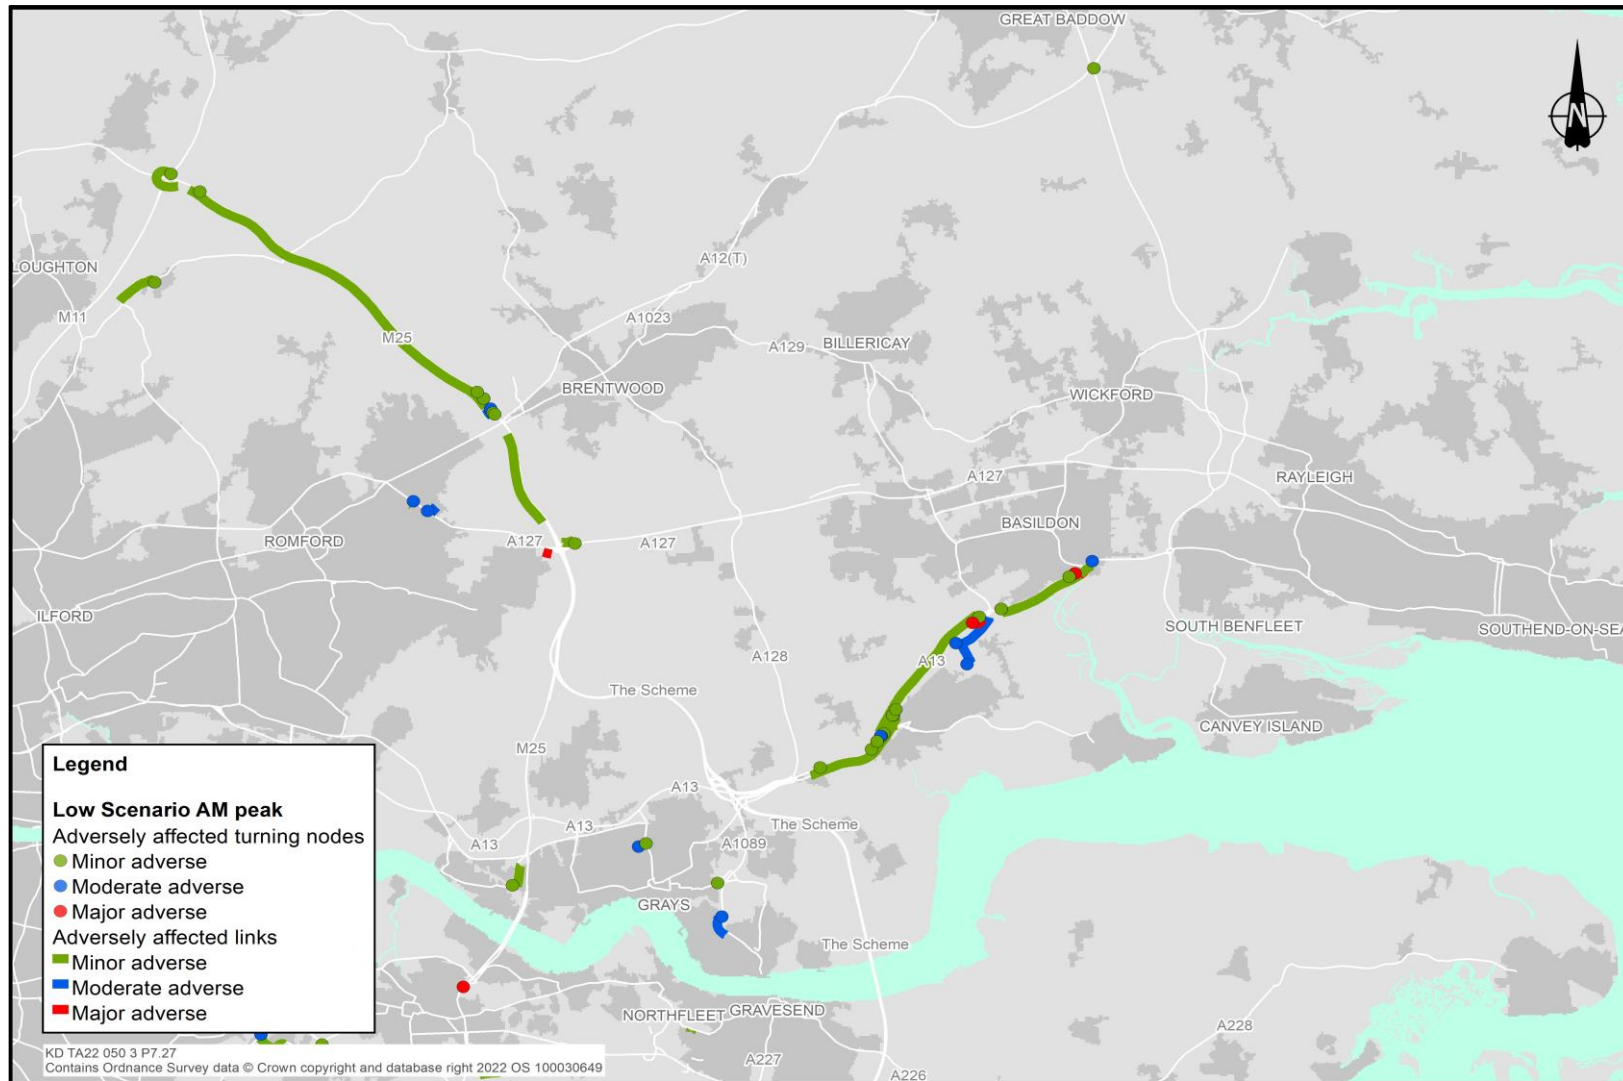 GREAT BADDOW
N
LOUGHTON
A12(T)
M11
A1023
M25
A129
BILLERICAY
BRENTWOOD
WICKFORD
A127
RAYLEIGH
BASILDON
ROMFORD
A127
A127
ILFORD
SOUTH BENFLEET
SOUTHEND-ON-SEA
A128
A13
The Scheme
CANVEY ISLAND
M25
A13
A13
The Scheme
A13
A1089
GRAYS
The Scheme
NORTHFLEET
GRAVESEND
A228
A227
A226
Legend
Low Scenario AM peak
Adversely affected turning nodes
Minor adverse
Moderate adverse
Major adverse
Adversely affected links
Minor adverse
Moderate adverse
Major adverse
KD TA22 050 3 P7.27
Contains Ordnance Survey data © Crown copyright and database right 2022 OS 100030649